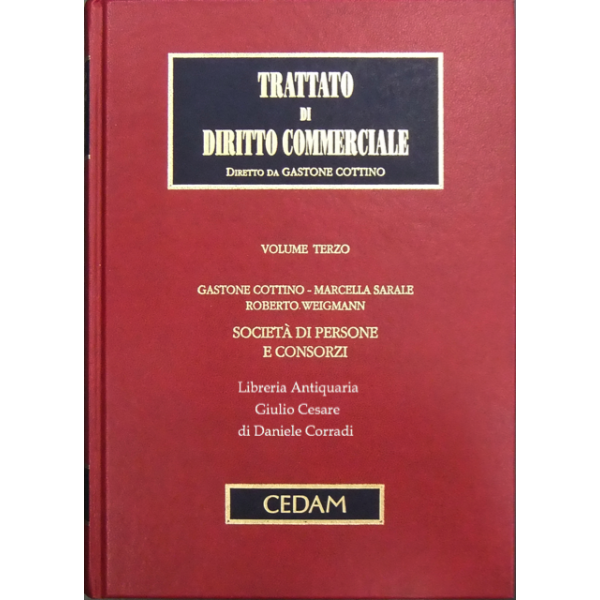 TRATTATO
DI
DIRITTO COMMERCIALE
DIRETTO DA GASTONE COTTINO
VOLUME TERZO
GASTONE COTTINO - MARCELLA SARALE
ROBERTO WEIGMANN
SOCIETÀ DI PERSONE
E CONSORZI
Libreria Antiquaria
Giulio Cesare
di Daniele Corradi
CEDAM